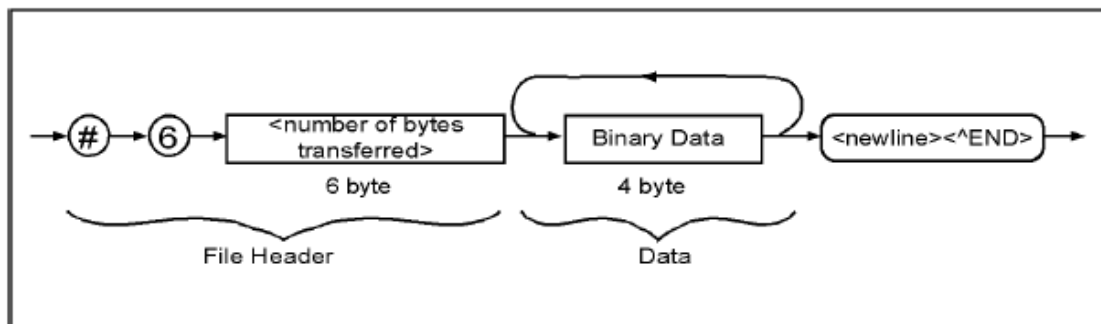 #
6
<number of bytes
transferred>
Binary Data
<newline><^END>
6 byte
4 byte
File Header
Data